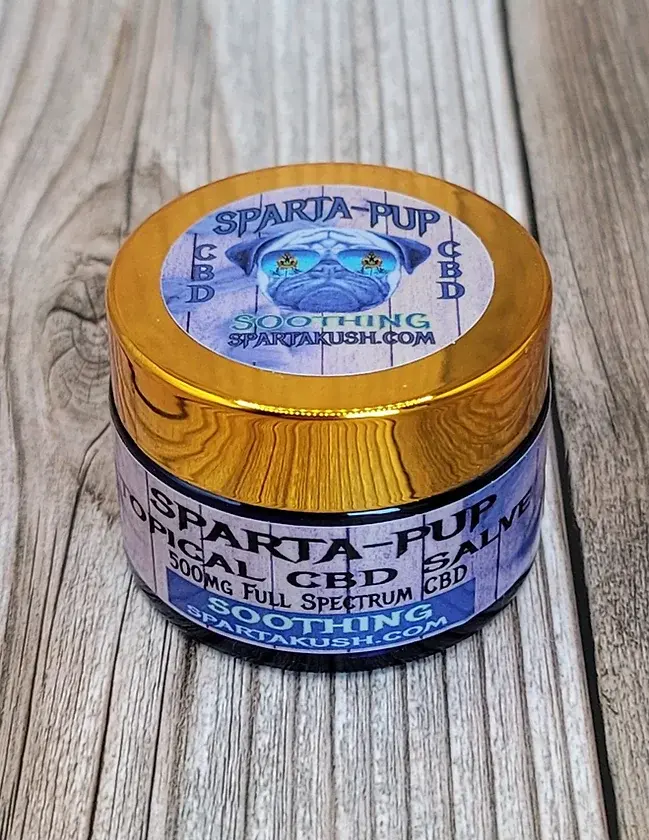 SPARTA-PUP
CBD
CBD
SOOTHING
SPARTAKUSH.COM
SPARTA-PUP
TOPICAL CBD SALVE
500MG FULL SPECTRUM CBD
SOOTHING
SPARTAKUSH.COM